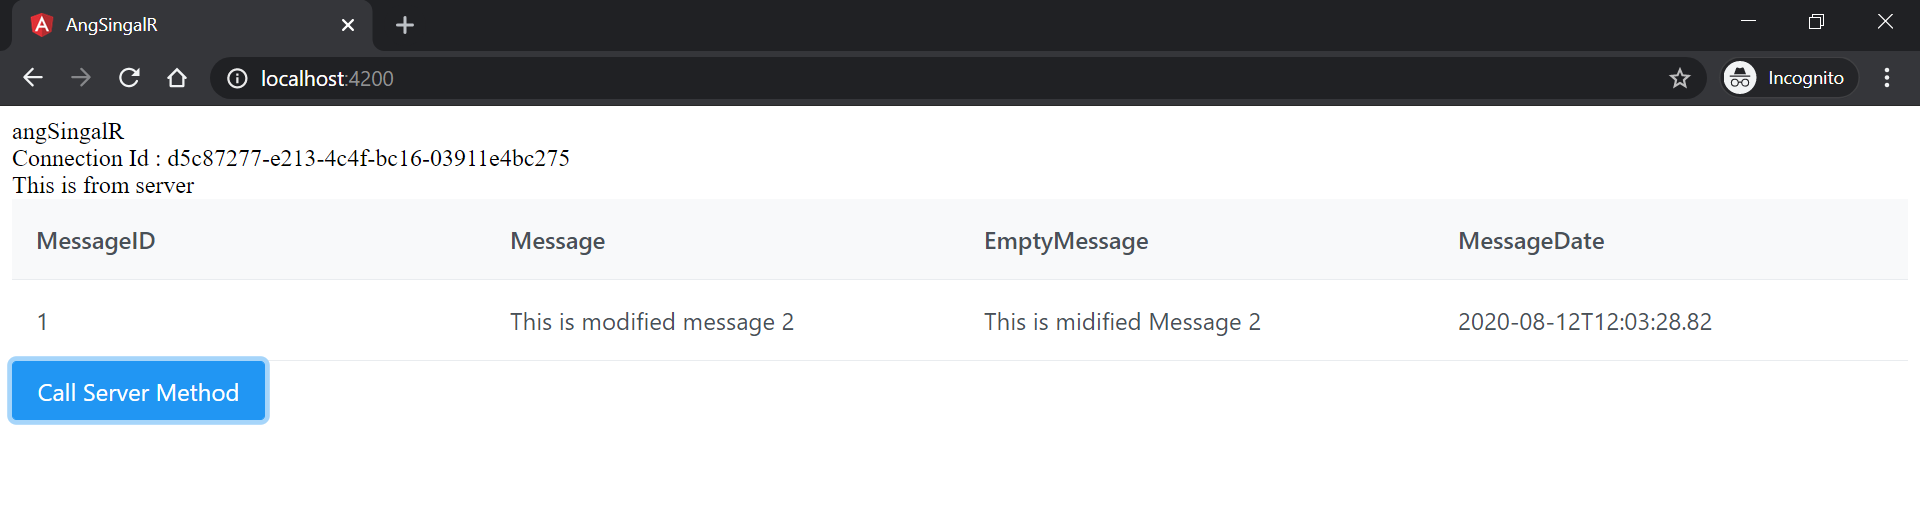 AngSingalR
localhost:4200
Incognito
angSingalR
Connection Id : d5c87277-e213-4c4f-bc16-03911e4bc275
This is from server
MessageID Message EmptyMessage MessageDate
1 This is modified message 2 This is midified Message 2 2020-08-12T12:03:28.82
Call Server Method